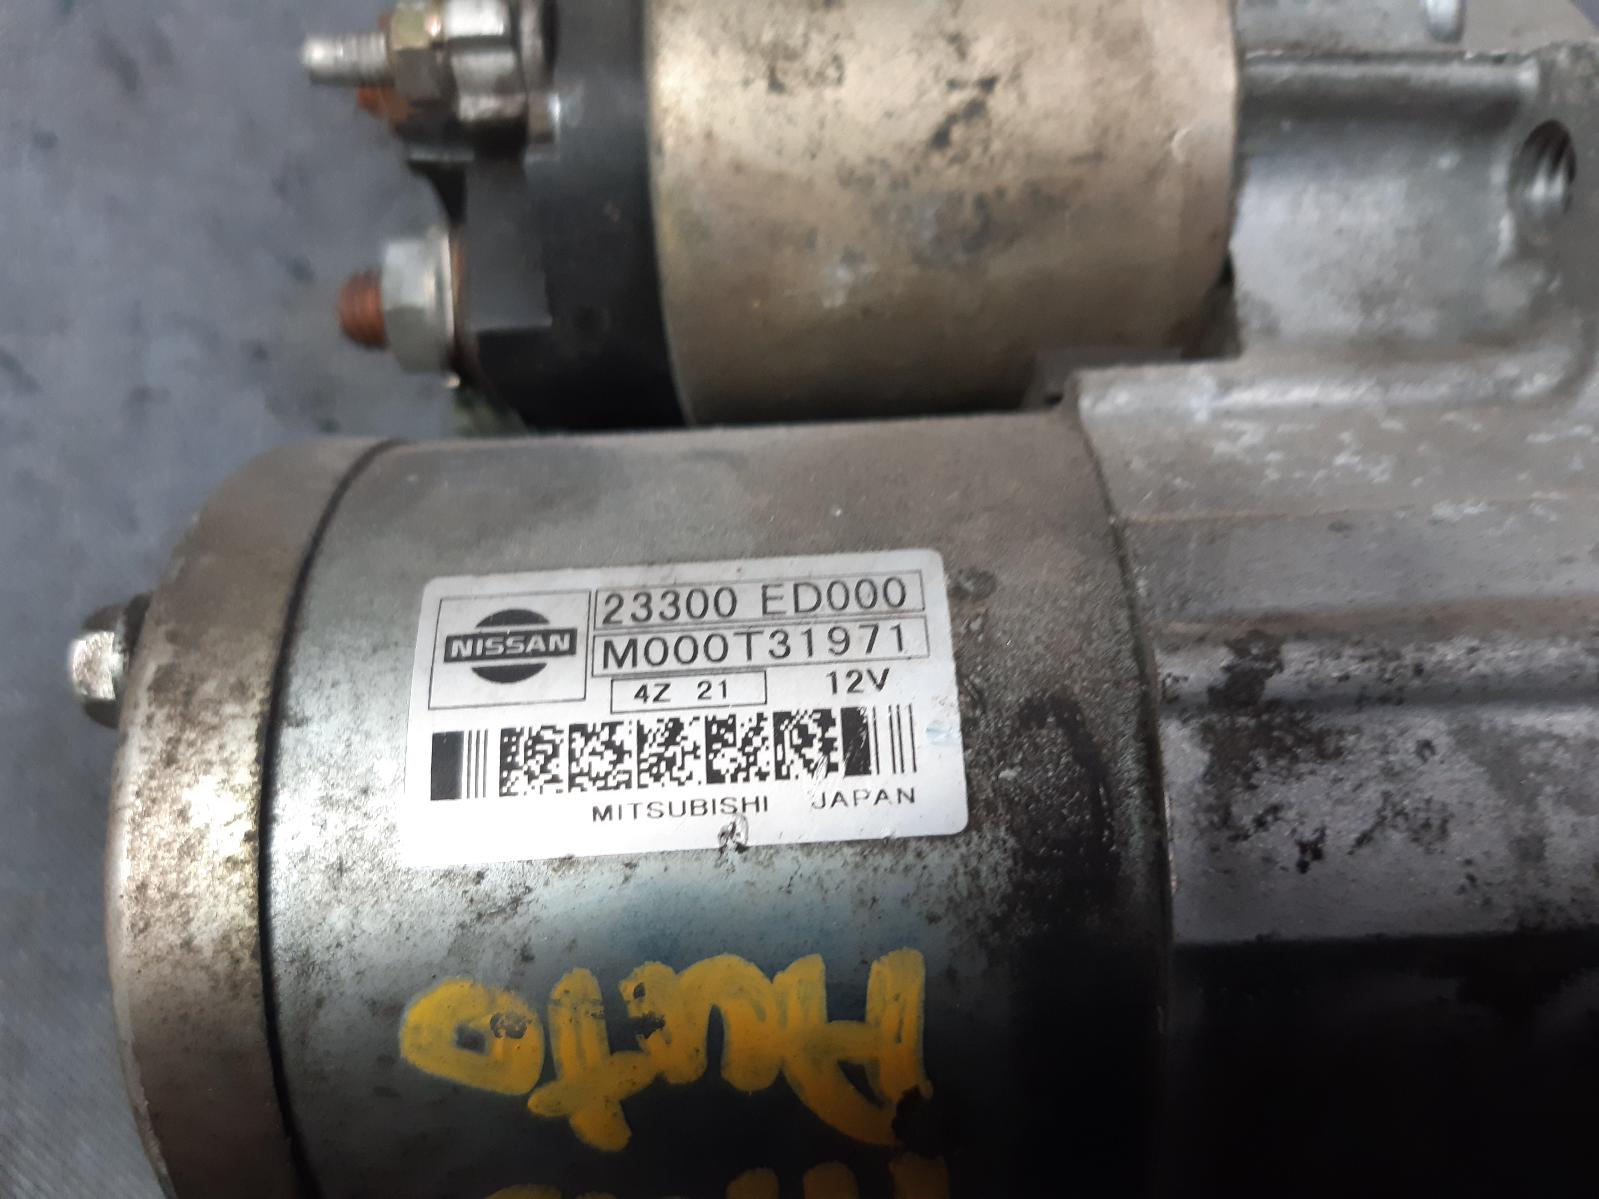 NISSAN
23300 ED000
M000T31971
4Z 21 12V
MITSUBISHI JAPAN
AUTO